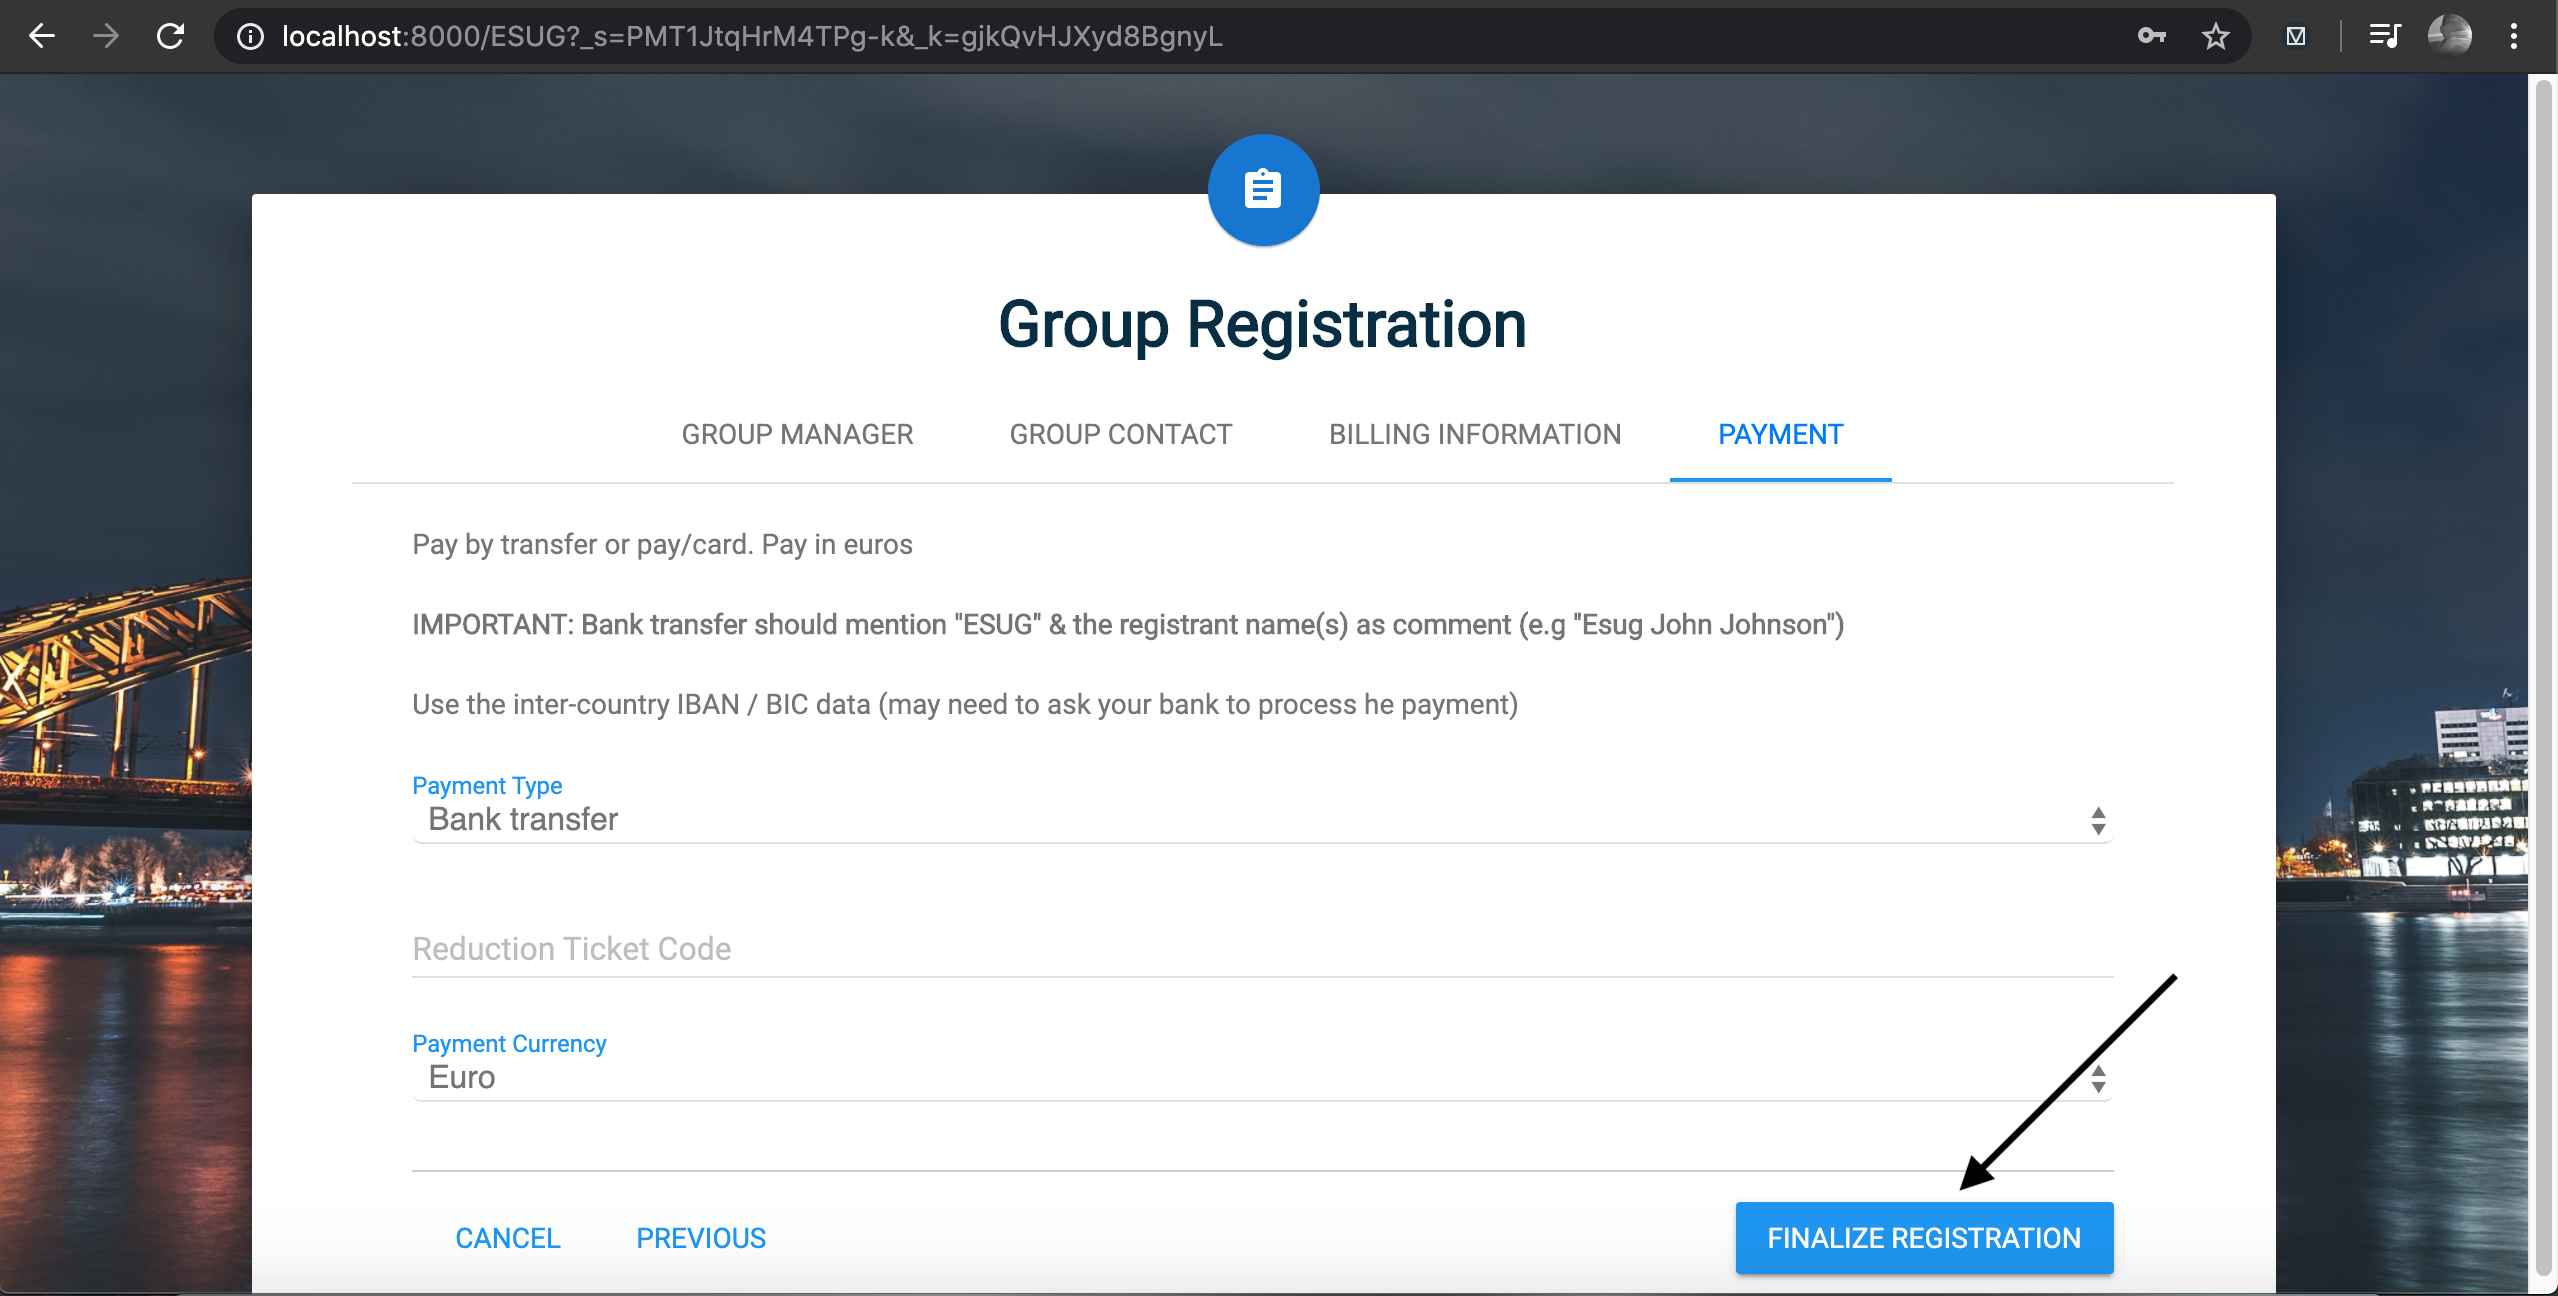 localhost:8000/ESUG?_s=PMT1JtqHrM4TPg-k&_k=gjkQvHJXyd8BgnyL
Group Registration
GROUP MANAGER
GROUP CONTACT
BILLING INFORMATION
PAYMENT
Pay by transfer or pay/card. Pay in euros
IMPORTANT: Bank transfer should mention "ESUG" & the registrant name(s) as comment (e.g "Esug John Johnson")
Use the inter-country IBAN / BIC data (may need to ask your bank to process he payment)
Payment Type
Bank transfer
Reduction Ticket Code
Payment Currency
Euro
CANCEL
PREVIOUS
FINALIZE REGISTRATION